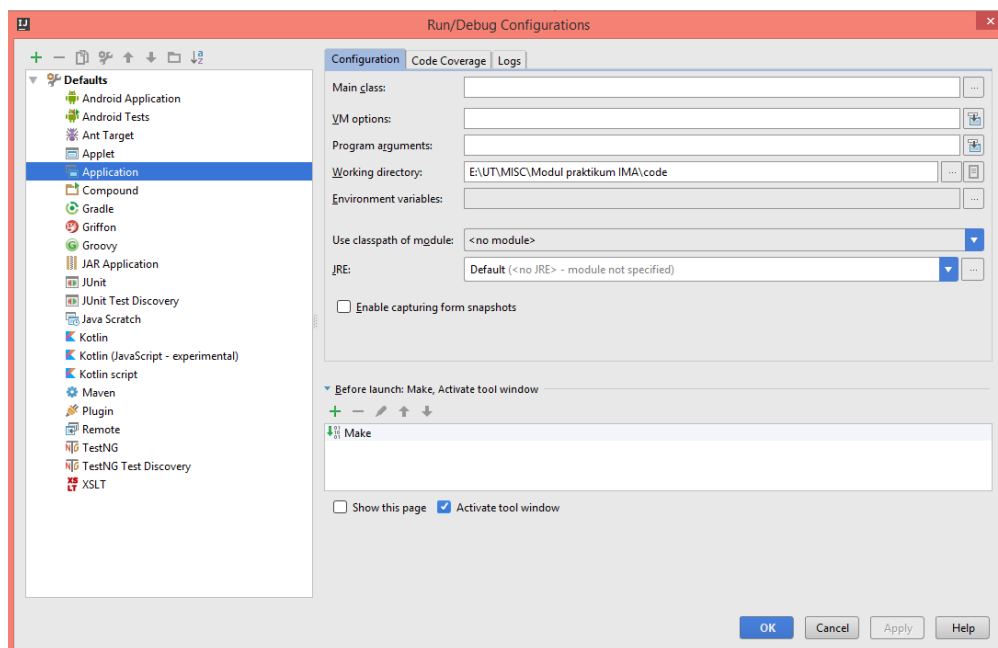 IJ
Run/Debug Configurations
Defaults
Android Application
Android Tests
Ant Target
Applet
Application
Compound
Gradle
Griffon
Groovy
JAR Application
JUnit
JUnit Test Discovery
Java Scratch
Kotlin
Kotlin (JavaScript - experimental)
Kotlin script
Maven
Plugin
Remote
TestNG
TestNG Test Discovery
XSLT
Configuration Code Coverage Logs
Main class:
VM options:
Program arguments:
Working directory: E:\UT\MISC\Modul praktikum IMA\code
Environment variables:
Use classpath of module: <no module>
JRE: Default (<no JRE> - module not specified)
Enable capturing form snapshots
Before launch: Make, Activate tool window
Make
Show this page Activate tool window
OK Cancel Apply Help